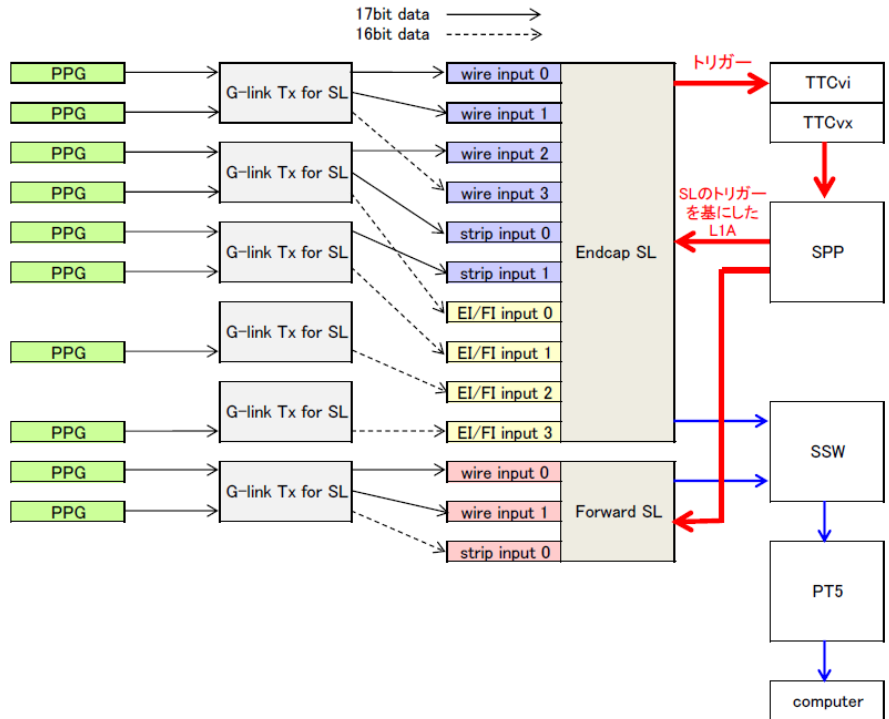 17bit data
16bit data
PPG
PPG
PPG
PPG
PPG
PPG
PPG
PPG
PPG
PPG
G-link Tx for SL
G-link Tx for SL
G-link Tx for SL
G-link Tx for SL
G-link Tx for SL
G-link Tx for SL
wire input 0
wire input 1
wire input 2
wire input 3
strip input 0
strip input 1
EI/FI input 0
EI/FI input 1
EI/FI input 2
EI/FI input 3
wire input 0
wire input 1
strip input 0
Endcap SL
Forward SL
トリガー
SLのトリガー
を基にした
L1A
TTCvi
TTCvx
SPP
SSW
PT5
computer